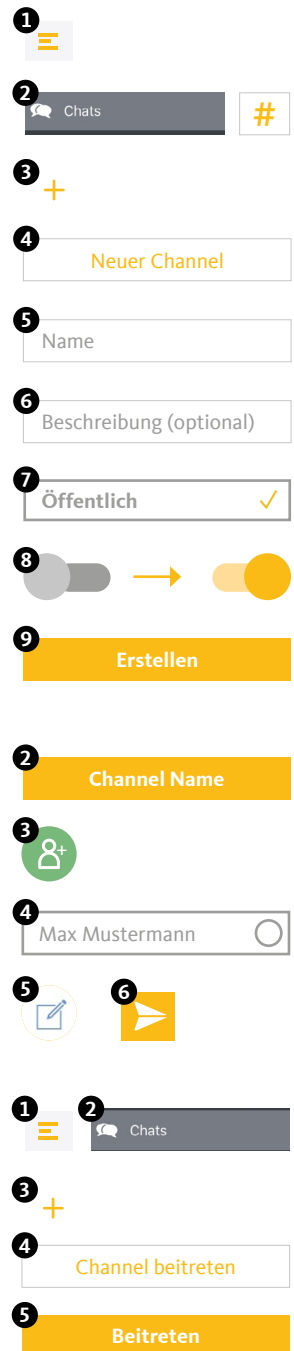 1
2
Chats #
3
+
4
Neuer Channel
5
Name
6
Beschreibung (optional)
7
Öffentlich
8
9
Erstellen
2
Channel Name
3
4
Max Mustermann
5 6
1 2
Chats
3
+
4
Channel beitreten
5
Beitreten